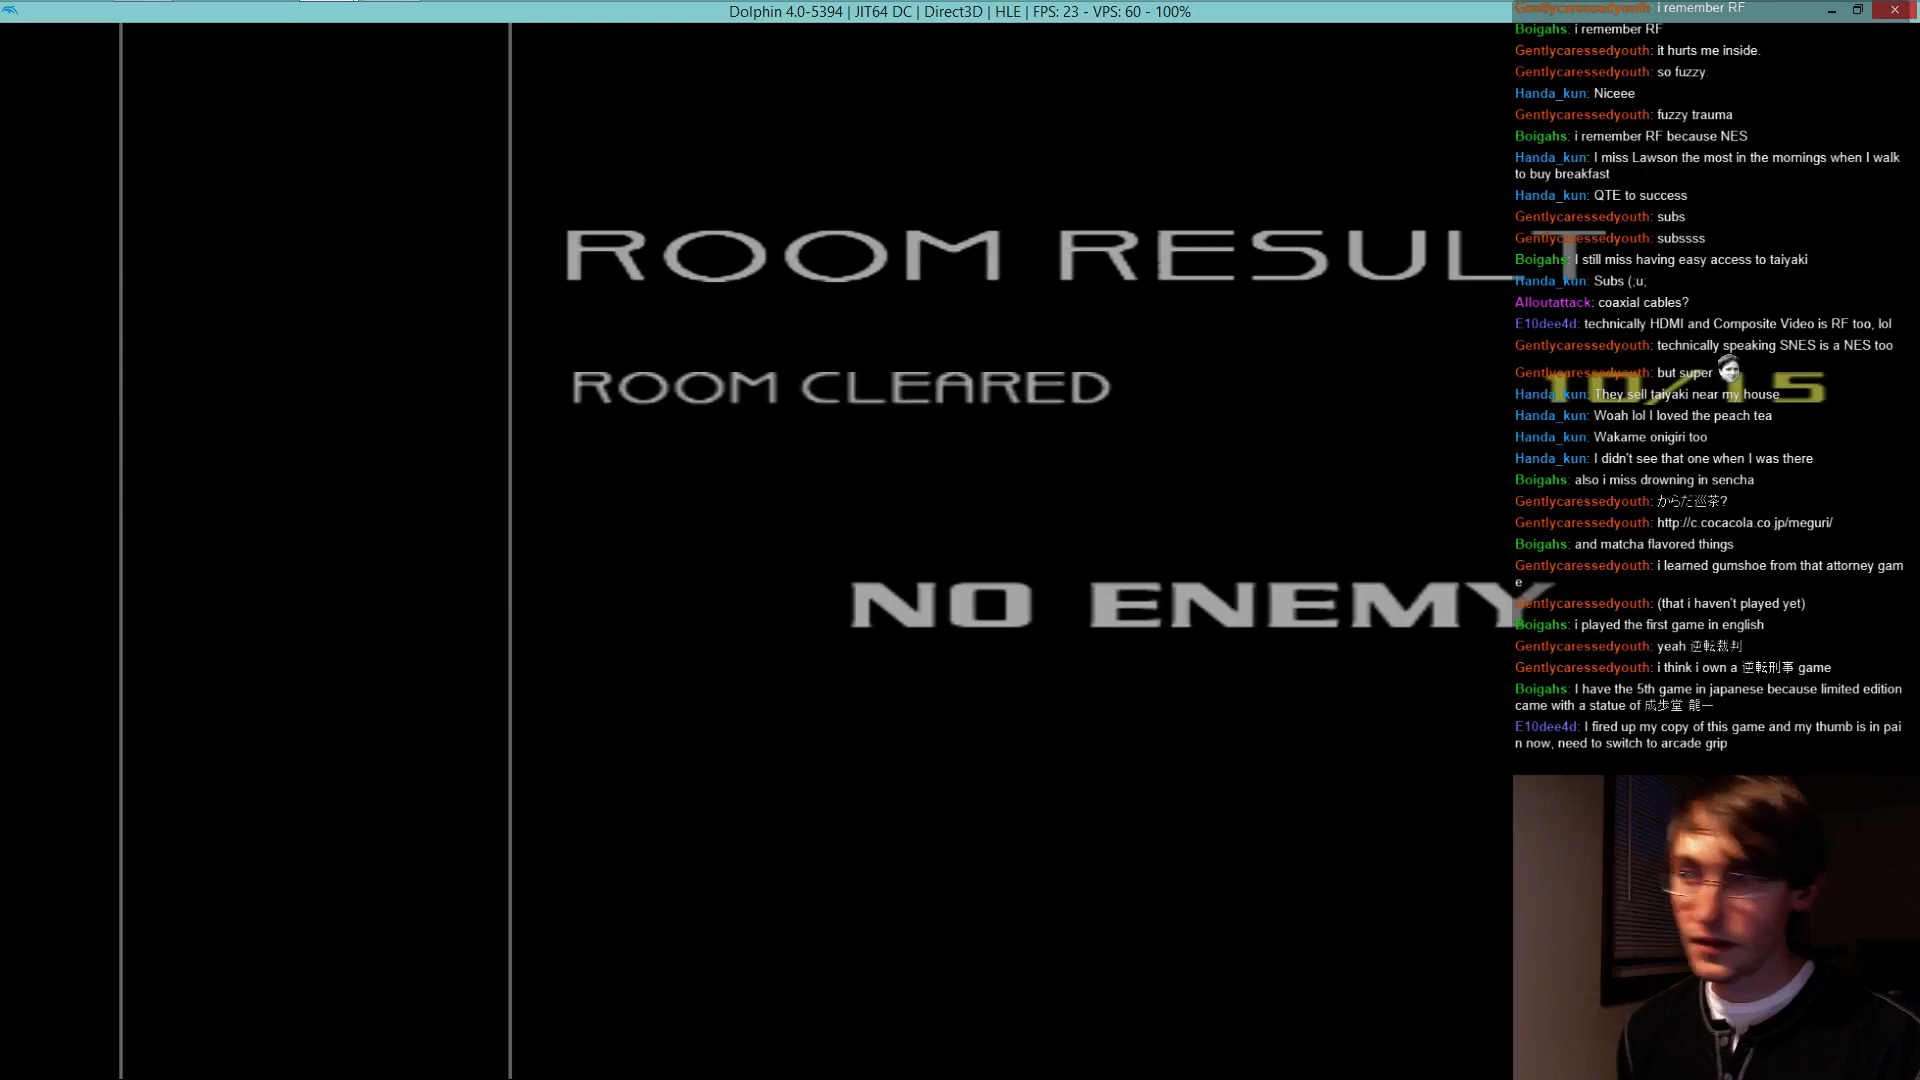 Dolphin 4.0-5394 | JIT64 DC | Direct3D | HLE | FPS: 23 - VPS: 60 - 100%
ROOM RESULT
ROOM CLEARED
10/15
NO ENEMY
Gentlycaressedyouth: i remember RF
Boigahs: i remember RF
Gentlycaressedyouth: it hurts me inside.
Gentlycaressedyouth: so fuzzy
Handa_kun: Niceee
Gentlycaressedyouth: fuzzy trauma
Boigahs: i remember RF because NES
Handa_kun: I miss Lawson the most in the mornings when I walk
to buy breakfast
Handa_kun: QTE to success
Gentlycaressedyouth: subs
Gentlycaressedyouth: subssss
Boigahs: I still miss having easy access to taiyaki
Handa_kun: Subs (;u;
Alloutattack: coaxial cables?
E10dee4d: technically HDMI and Composite Video is RF too, lol
Gentlycaressedyouth: technically speaking SNES is a NES too
Gentlycaressedyouth: but super
Handa_kun: They sell taiyaki near my house
Handa_kun: Woah lol I loved the peach tea
Handa_kun: Wakame onigiri too
Handa_kun: I didn't see that one when I was there
Boigahs: also i miss drowning in sencha
Gentlycaressedyouth: からだ巡茶?
Gentlycaressedyouth: http://c.cocacola.co.jp/meguri/
Boigahs: and matcha flavored things
Gentlycaressedyouth: i learned gumshoe from that attorney gam
e
Gentlycaressedyouth: (that i haven't played yet)
Boigahs: i played the first game in english
Gentlycaressedyouth: yeah 逆転裁判
Gentlycaressedyouth: i think i own a 逆転刑事 game
Boigahs: I have the 5th game in japanese because limited edition
came with a statue of 成歩堂 龍一
E10dee4d: I fired up my copy of this game and my thumb is in pai
n now, need to switch to arcade grip